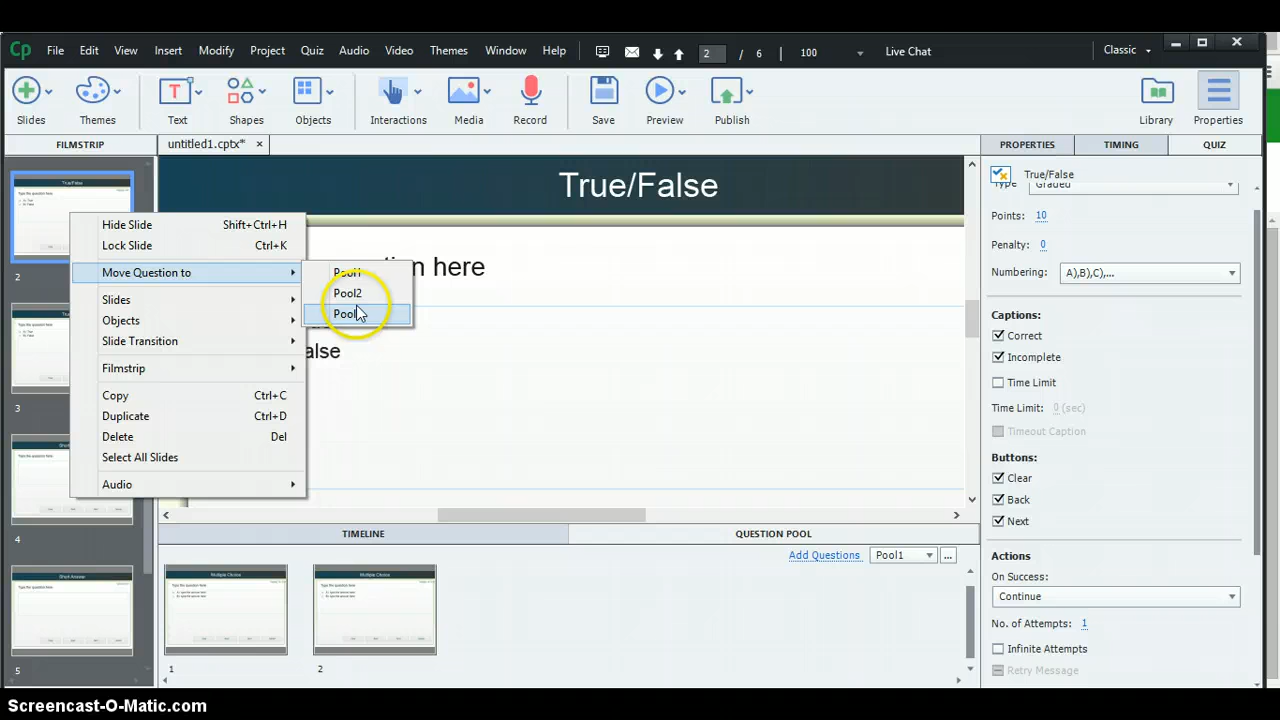 Cp File Edit View Insert Modify Project Quiz Audio Video Themes Window Help 2 / 6 100 Live Chat Classic
Slides Themes Text Shapes Objects Interactions Media Record Save Preview Publish Library Properties
FILMSTRIP untitled1.cptx* × PROPERTIES TIMING QUIZ
True/False
True/False
True/False
Type Graded
Points: 10
Penalty: 0
Numbering: A),B),C),...
Captions:
Correct
Incomplete
Time Limit
Time Limit: 0 (sec)
Timeout Caption
Buttons:
Clear
Back
Next
Actions
On Success:
Continue
No. of Attempts: 1
Infinite Attempts
Retry Message
Hide Slide Shift+Ctrl+H
Lock Slide Ctrl+K
Move Question to
Slides
Objects
Slide Transition
Filmstrip
Copy Ctrl+C
Duplicate Ctrl+D
Delete Del
Select All Slides
Audio
Pool1
Pool2
Pool
here
alse
2
3
4
Short Answer
5
TIMELINE QUESTION POOL
Add Questions Pool1 ...
Multiple Choice Multiple Choice
1 2
Screencast-O-Matic.com